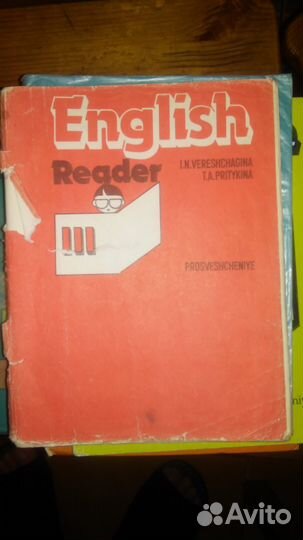 English
Reader
I.N.VERESHCHAGINA
T.A.PRITYKINA
III
PROSVESHCHENIYE
Avito